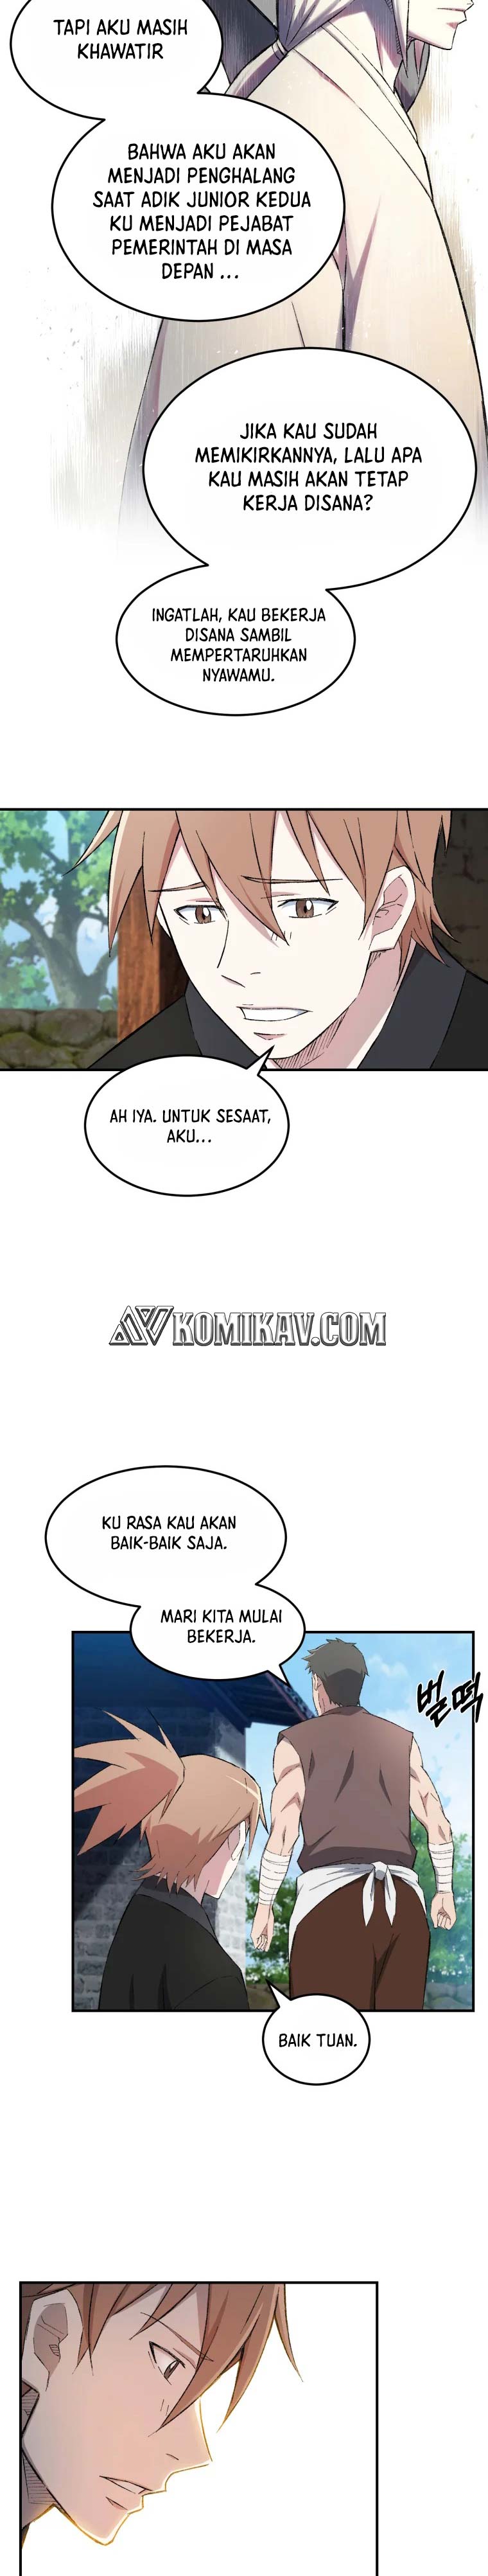 TAPI AKU MASIH
KHAWATIR
BAHWA AKU AKAN
MENJADI PENGHALANG
SAAT ADIK JUNIOR KEDUA
KU MENJADI PEJABAT
PEMERINTAH DI MASA
DEPAN ...
JIKA KAU SUDAH
MEMIKIRKANNYA, LALU APA
KAU MASIH AKAN TETAP
KERJA DISANA?
INGATLAH, KAU BEKERJA
DISANA SAMBIL
MEMPERTARUHKAN
NYAWAMU.
AH IYA. UNTUK SESAAT,
AKU...
KOMIKAV.COM
KU RASA KAU AKAN
BAIK-BAIK SAJA.
MARI KITA MULAI
BEKERJA.
벌떡
BAIK TUAN.